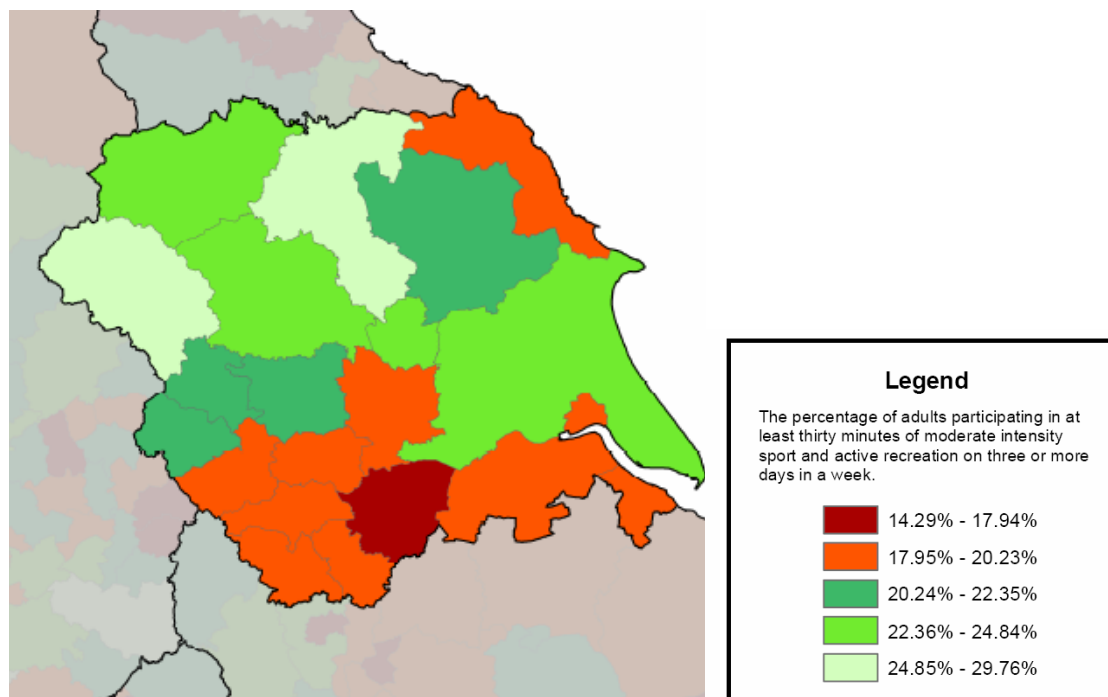 Legend
The percentage of adults participating in at
least thirty minutes of moderate intensity
sport and active recreation on three or more
days in a week.
14.29% - 17.94%
17.95% - 20.23%
20.24% - 22.35%
22.36% - 24.84%
24.85% - 29.76%